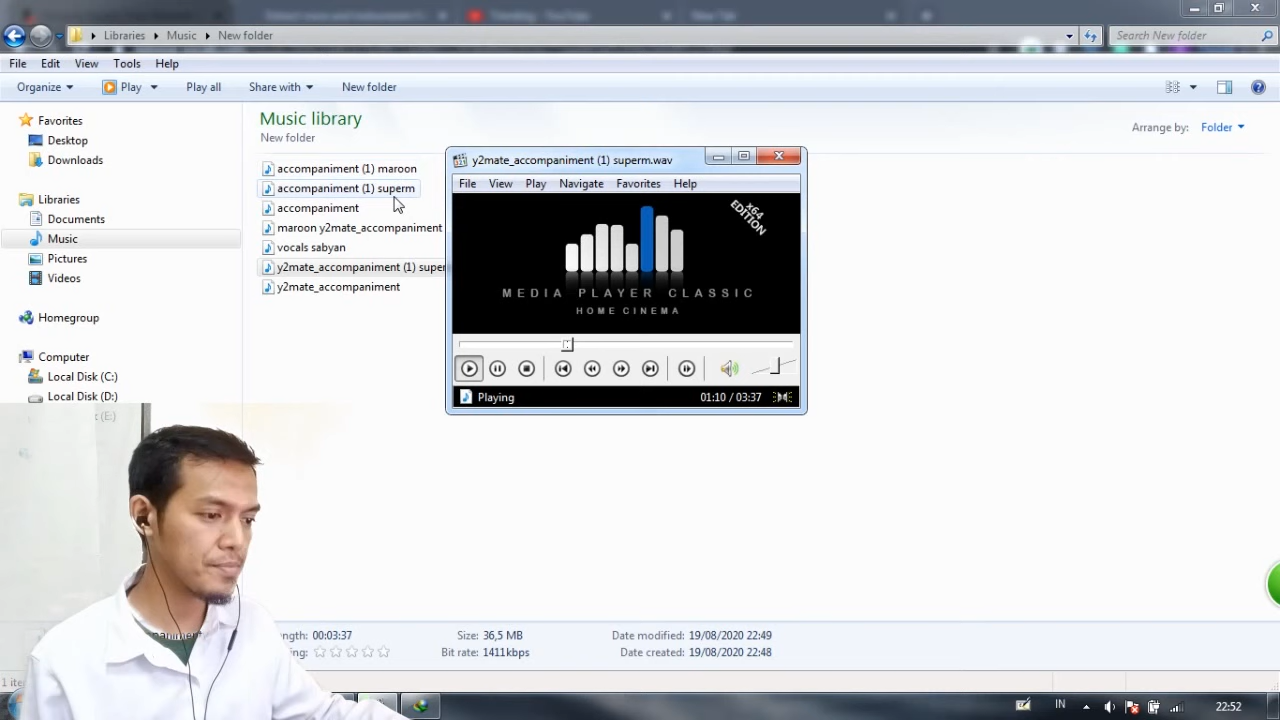 Libraries
Music
New folder
Search New folder
File Edit View Tools Help
Organize Play Play all Share with New folder
Favorites
Desktop
Downloads
Libraries
Documents
Music
Pictures
Videos
Homegroup
Computer
Local Disk (C:)
Local Disk (D:)
Music library
New folder
Arrange by: Folder
accompaniment (1) maroon
accompaniment (1) superm
accompaniment
maroon y2mate_accompaniment
vocals sabyan
y2mate_accompaniment (1) super
y2mate_accompaniment
y2mate_accompaniment (1) superm.wav
File View Play Navigate Favorites Help
x64
EDITION
MEDIA PLAYER CLASSIC
HOME CINEMA
Playing 01:10 / 03:37
00:03:37 Size: 36,5 MB Date modified: 19/08/2020 22:49
Bit rate: 1411kbps Date created: 19/08/2020 22:48
IN 22:52